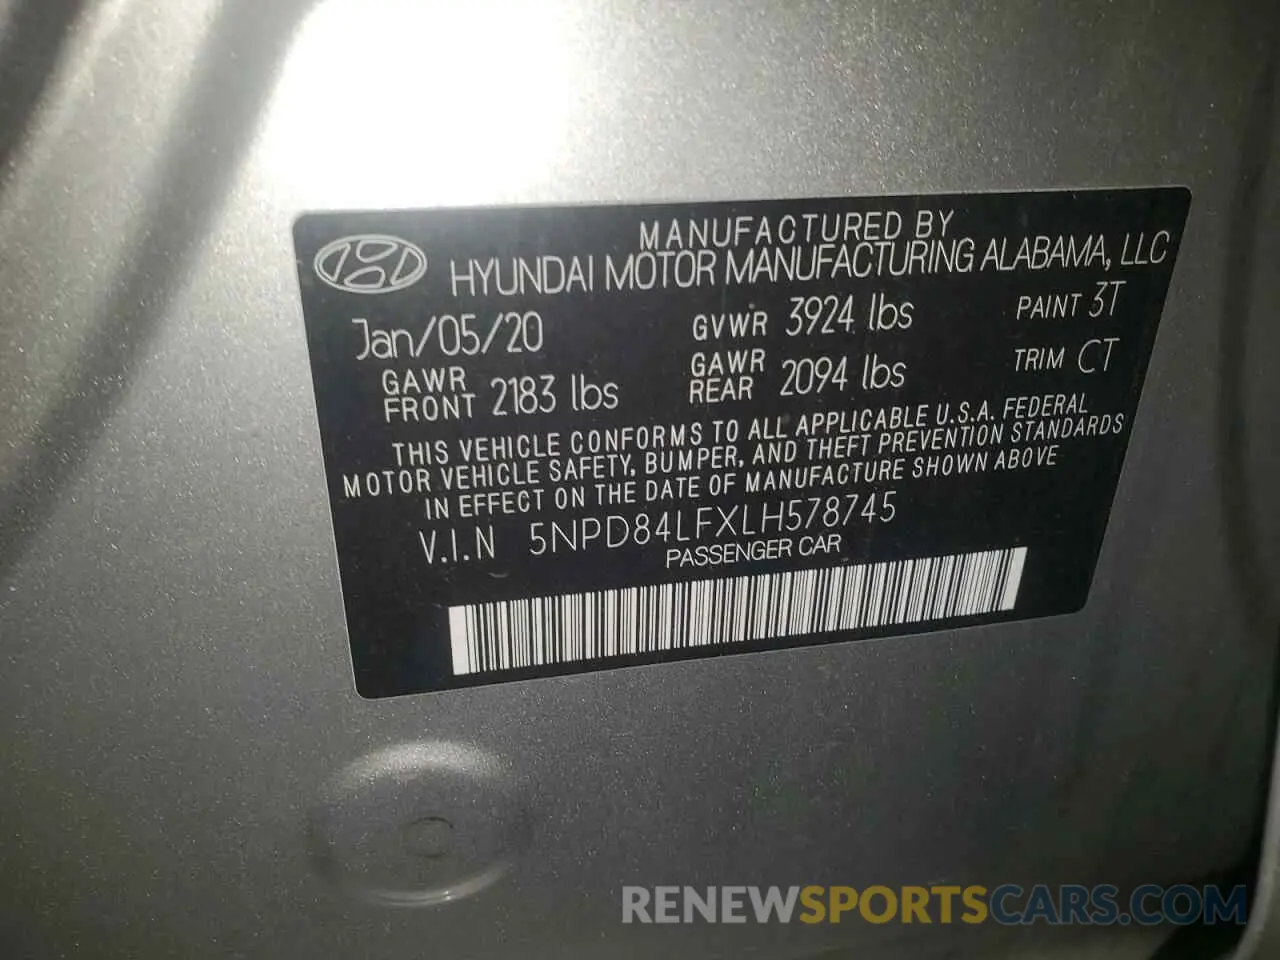 MANUFACTURED BY
HYUNDAI MOTOR MANUFACTURING ALABAMA, LLC
Jan/05/20 GVWR 3924 lbs PAINT 3T
GAWR FRONT 2183 lbs GAWR REAR 2094 lbs TRIM CT
THIS VEHICLE CONFORMS TO ALL APPLICABLE U.S.A. FEDERAL
MOTOR VEHICLE SAFETY, BUMPER, AND THEFT PREVENTION STANDARDS
IN EFFECT ON THE DATE OF MANUFACTURE SHOWN ABOVE
V.I.N 5NPD84LFXLH578745
PASSENGER CAR
RENEWSPORTSCARS.COM